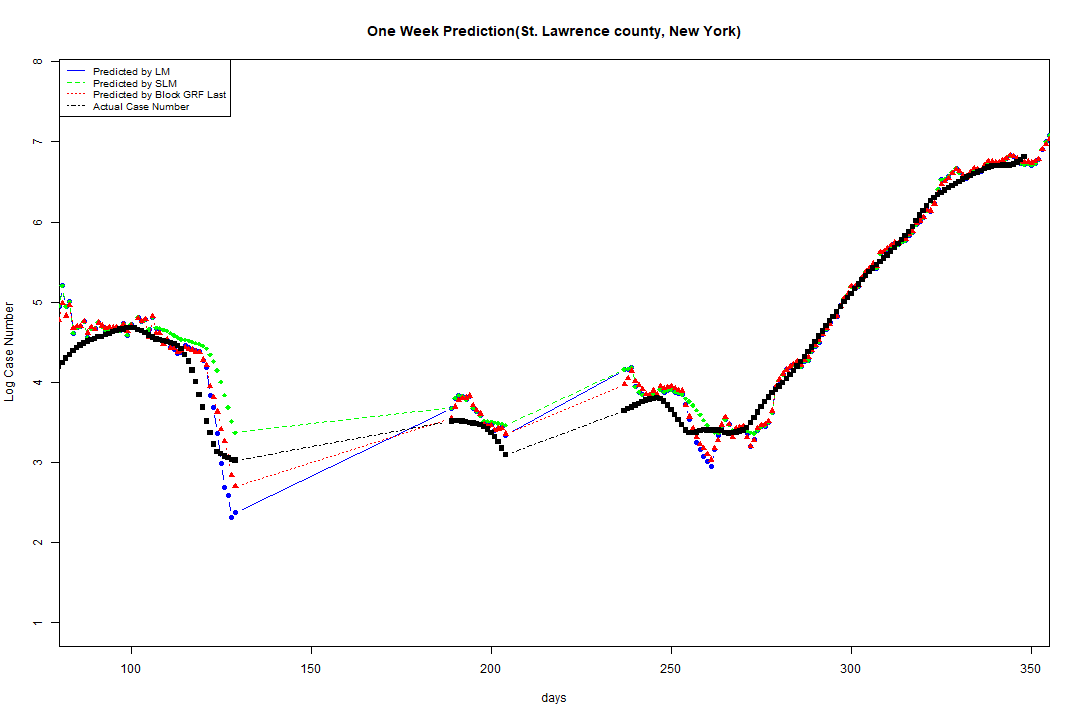 One Week Prediction(St. Lawrence county, New York)
Predicted by LM
Predicted by SLM
Predicted by Block GRF Last
Actual Case Number
8
7
6
5
4
3
2
1
Log Case Number
100 150 200 250 300 350
days